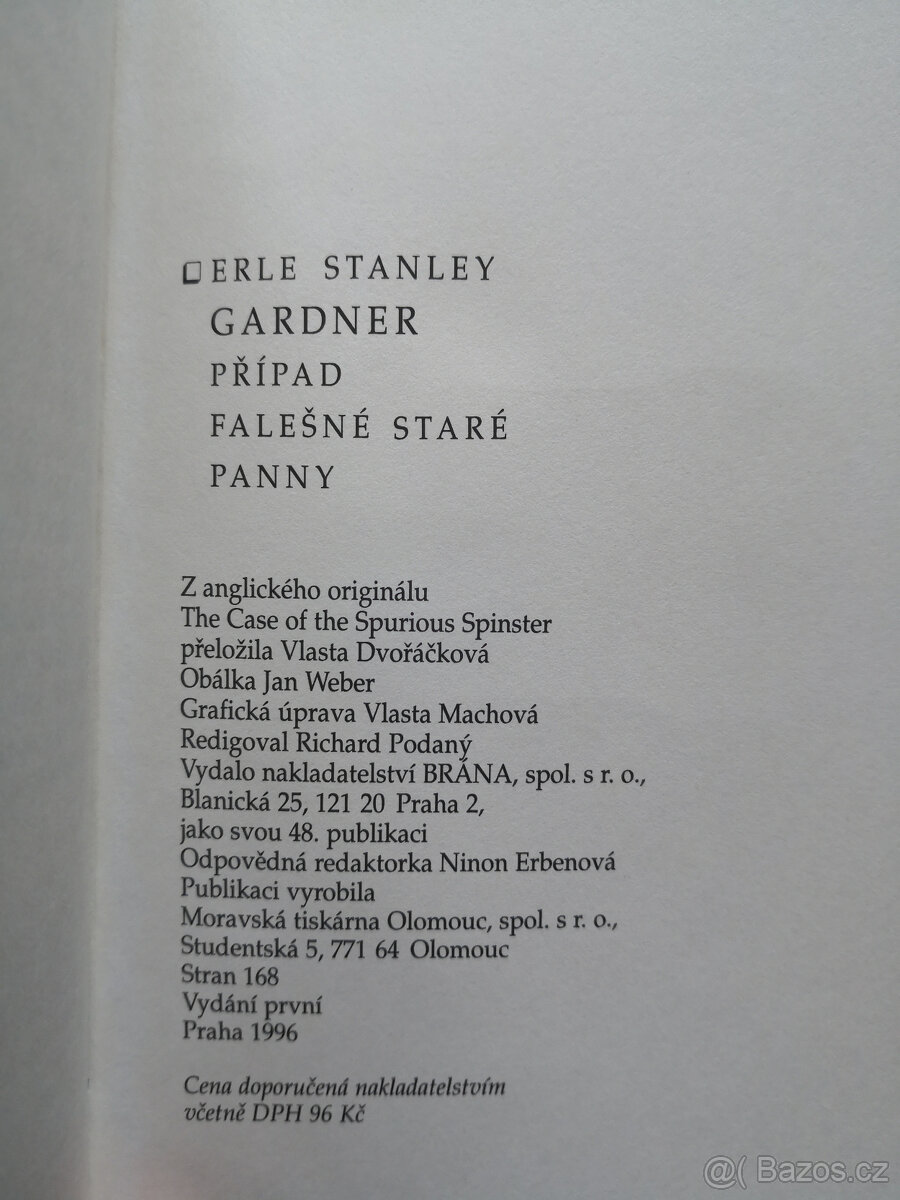 ERLE STANLEY
GARDNER
PŘÍPAD
FALEŠNÉ STARÉ
PANNY
Z anglického originálu
The Case of the Spurious Spinster
přeložila Vlasta Dvořáčková
Obálka Jan Weber
Grafická úprava Vlasta Machová
Redigoval Richard Podaný
Vydalo nakladatelství BRÁNA, spol. s r. o.,
Blanická 25, 121 20 Praha 2,
jako svou 48. publikaci
Odpovědná redaktorka Ninon Erbenová
Publikaci vyrobila
Moravská tiskárna Olomouc, spol. s r. o.,
Studentská 5, 771 64 Olomouc
Stran 168
Vydání první
Praha 1996
Cena doporučená nakladatelstvím
včetně DPH 96 Kč
@( Bazos.cz